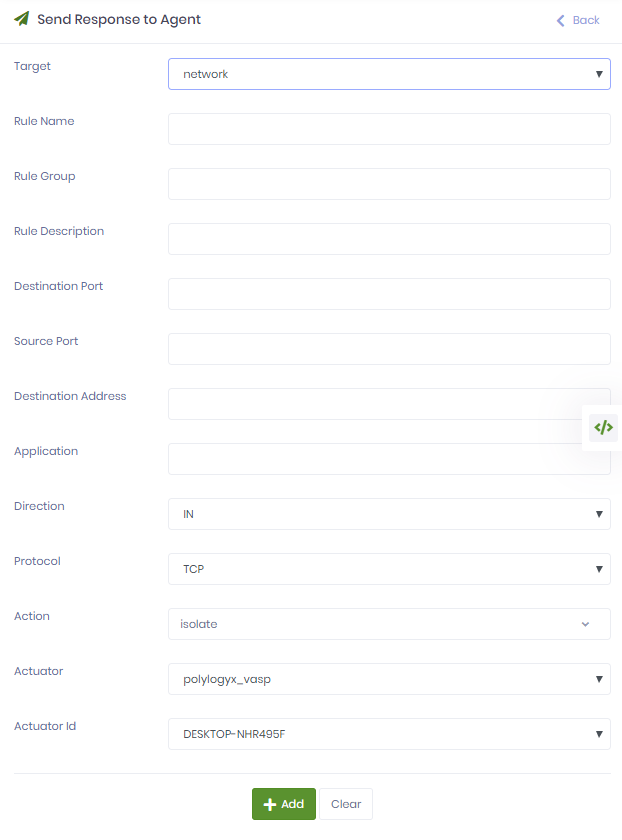 Send Response to Agent
Back
Target
network
Rule Name
Rule Group
Rule Description
Destination Port
Source Port
Destination Address
</>
Application
Direction
IN
Protocol
TCP
Action
isolate
Actuator
polylogyx_vasp
Actuator Id
DESKTOP-NHR495F
Add
Clear